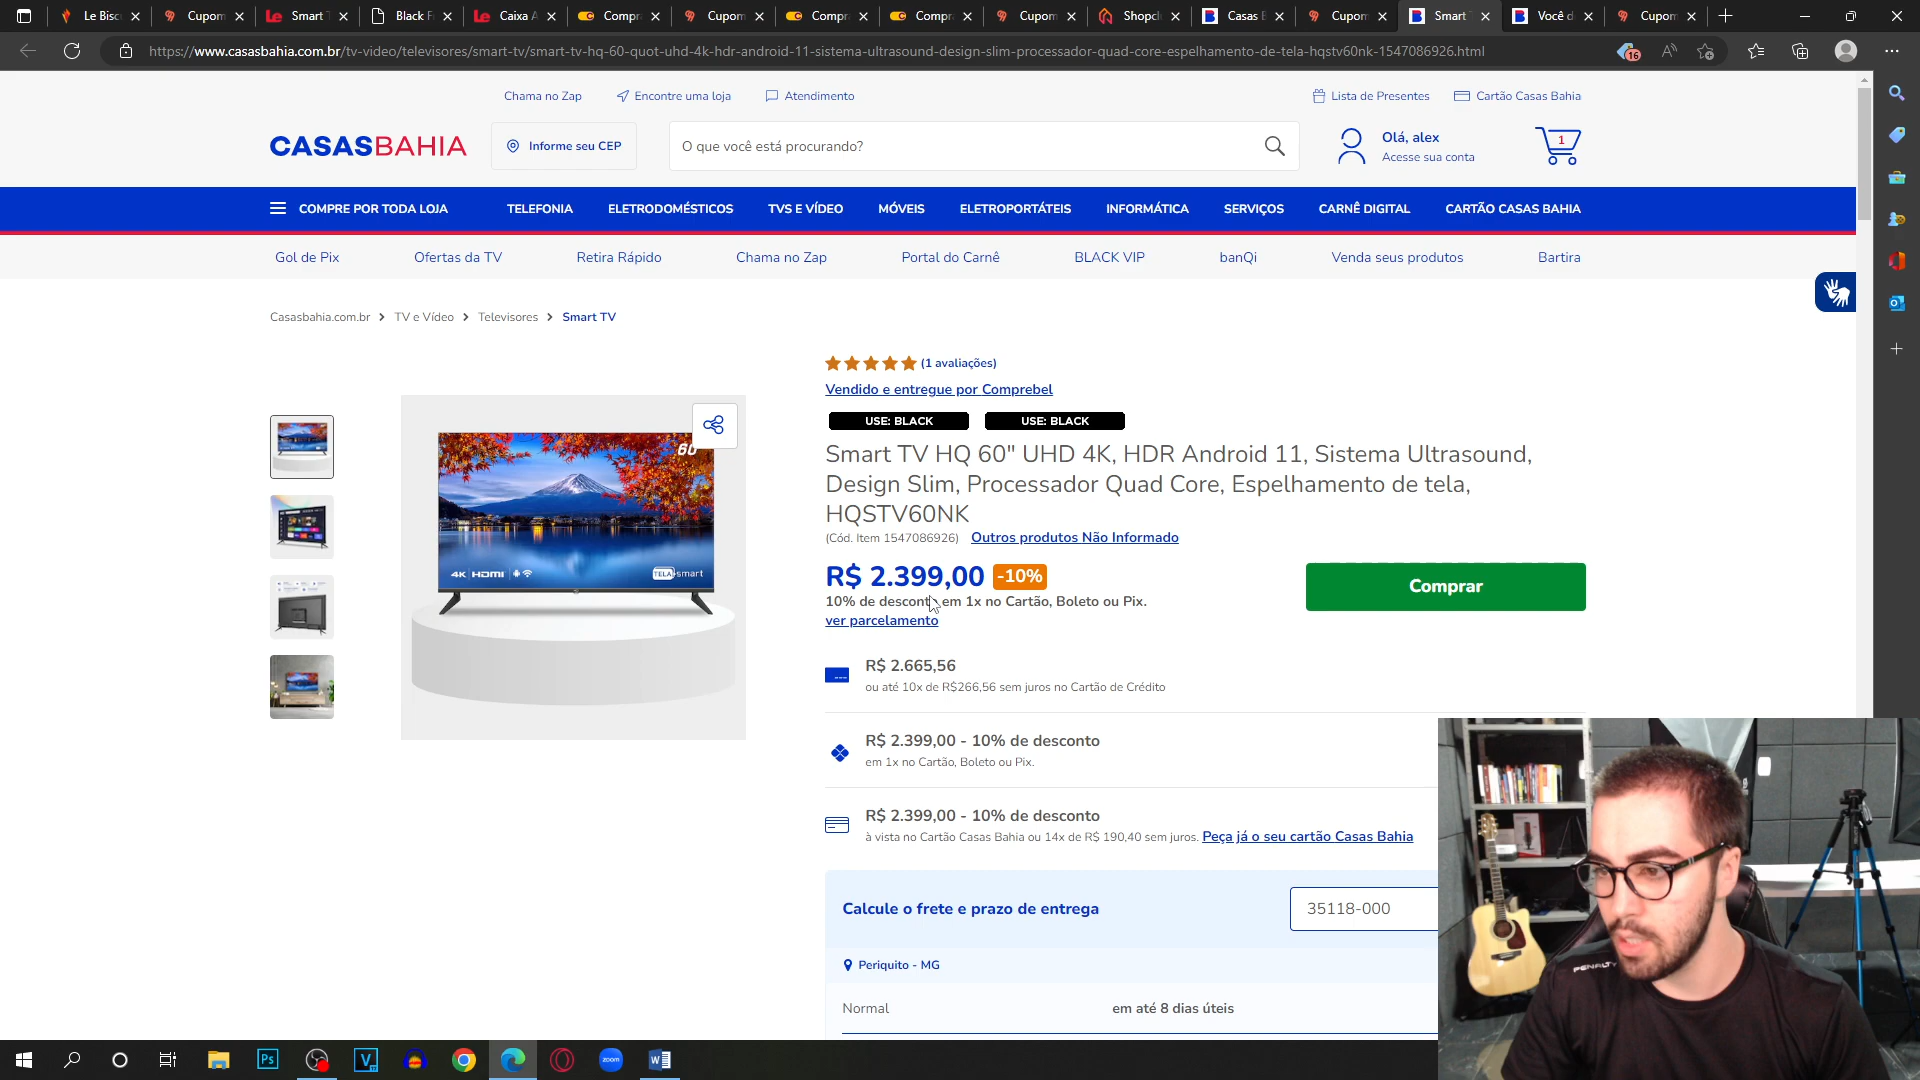 Le Bisc
Cupom
Smart T
Black F
Caixa A
Compr
Cupom
Compr
Compr
Cupom
Shopcl
Casas B
Cupom
Smart
Você d
Cupom
https://www.casasbahia.com.br/tv-video/televisores/smart-tv/smart-tv-hq-60-quot-uhd-4k-hdr-android-11-sistema-ultrasound-design-slim-processador-quad-core-espelhamento-de-tela-hqstv60nk-1547086926.html
16
Chama no Zap
Encontre uma loja
Atendimento
Lista de Presentes
Cartão Casas Bahia
CASASBAHIA
Informe seu CEP
O que você está procurando?
Olá, alex
Acesse sua conta
1
COMPRE POR TODA LOJA
TELEFONIA
ELETRODOMÉSTICOS
TVS E VÍDEO
MÓVEIS
ELETROPORTÁTEIS
INFORMÁTICA
SERVIÇOS
CARNÊ DIGITAL
CARTÃO CASAS BAHIA
Gol de Pix
Ofertas da TV
Retira Rápido
Chama no Zap
Portal do Carnê
BLACK VIP
banQi
Venda seus produtos
Bartira
Casasbahia.com.br > TV e Vídeo > Televisores > Smart TV
(1 avaliações)
Vendido e entregue por Comprebel
USE: BLACK
USE: BLACK
60
4K HDMI
TELA smart
Smart TV HQ 60" UHD 4K, HDR Android 11, Sistema Ultrasound,
Design Slim, Processador Quad Core, Espelhamento de tela,
HQSTV60NK
(Cód. Item 1547086926) Outros produtos Não Informado
R$ 2.399,00 -10%
Comprar
10% de desconto em 1x no Cartão, Boleto ou Pix.
ver parcelamento
R$ 2.665,56
ou até 10x de R$266,56 sem juros no Cartão de Crédito
R$ 2.399,00 - 10% de desconto
em 1x no Cartão, Boleto ou Pix.
R$ 2.399,00 - 10% de desconto
à vista no Cartão Casas Bahia ou 14x de R$ 190,40 sem juros. Peça já o seu cartão Casas Bahia
Calcule o frete e prazo de entrega
35118-000
Periquito - MG
Normal
em até 8 dias úteis
PENALTY
Ps
V
zoom
W